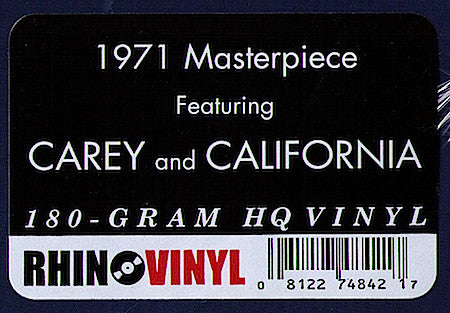 1971 Masterpiece
Featuring
CAREY and CALIFORNIA
180-GRAM HQ VINYL
RHINO VINYL
0 8122 74842 17